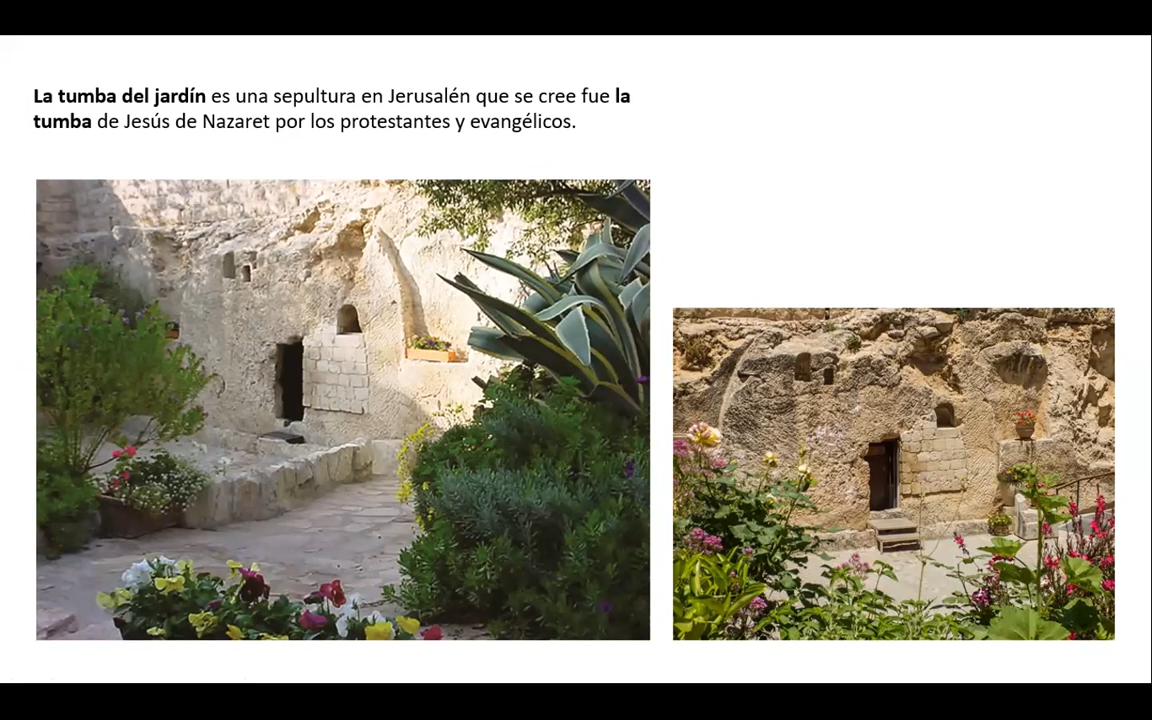 La tumba del jardín es una sepultura en Jerusalén que se cree fue la
tumba de Jesús de Nazaret por los protestantes y evangélicos.